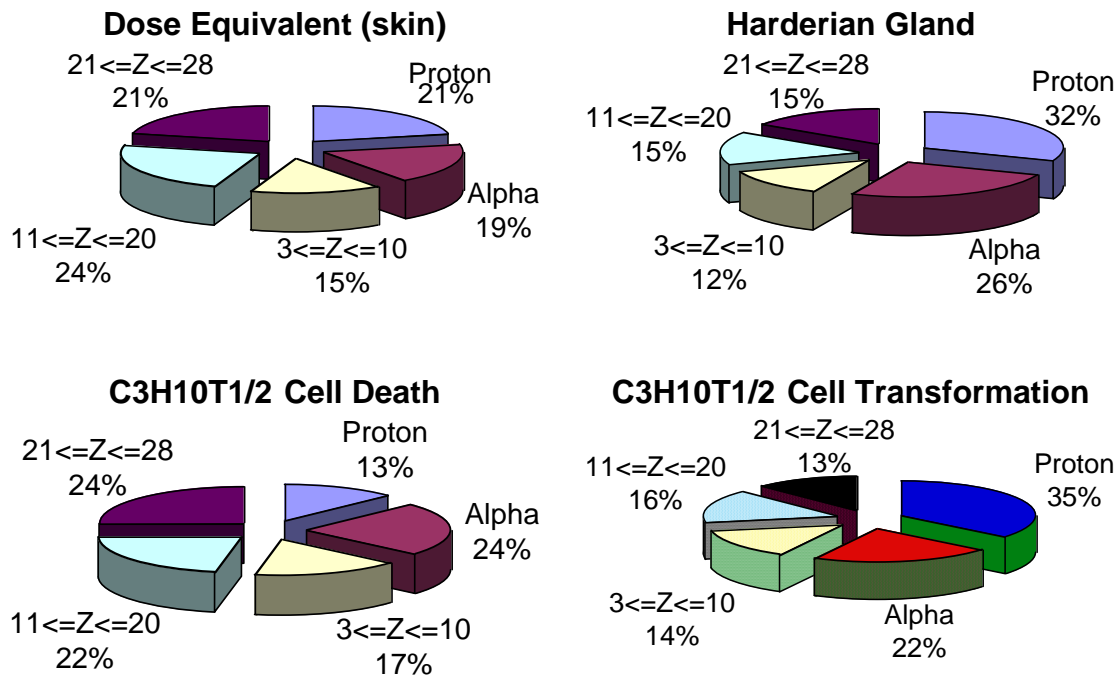 Dose Equivalent (skin)
21<=Z<=28
21%
Proton
21%
Alpha
19%
3<=Z<=10
15%
11<=Z<=20
24%
Harderian Gland
21<=Z<=28
15%
Proton
32%
11<=Z<=20
15%
3<=Z<=10
12%
Alpha
26%
C3H10T1/2 Cell Death
21<=Z<=28
24%
Proton
13%
Alpha
24%
11<=Z<=20
22%
3<=Z<=10
17%
C3H10T1/2 Cell Transformation
21<=Z<=28
13%
11<=Z<=20
16%
Proton
35%
3<=Z<=10
14%
Alpha
22%